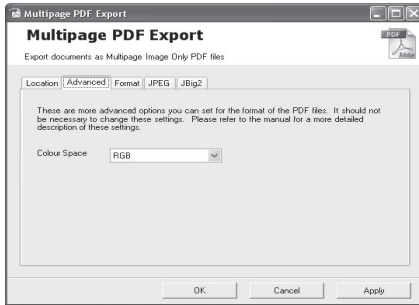 Multipage PDF Export
Multipage PDF Export
PDF
Adobe
Export documents as Multipage Image Only PDF files
Location Advanced Format JPEG JBig2
These are more advanced options you can set for the format of the PDF files. It should not
be necessary to change these settings. Please refer to the manual for a more detailed
description of these settings.
Colour Space RGB
OK Cancel Apply